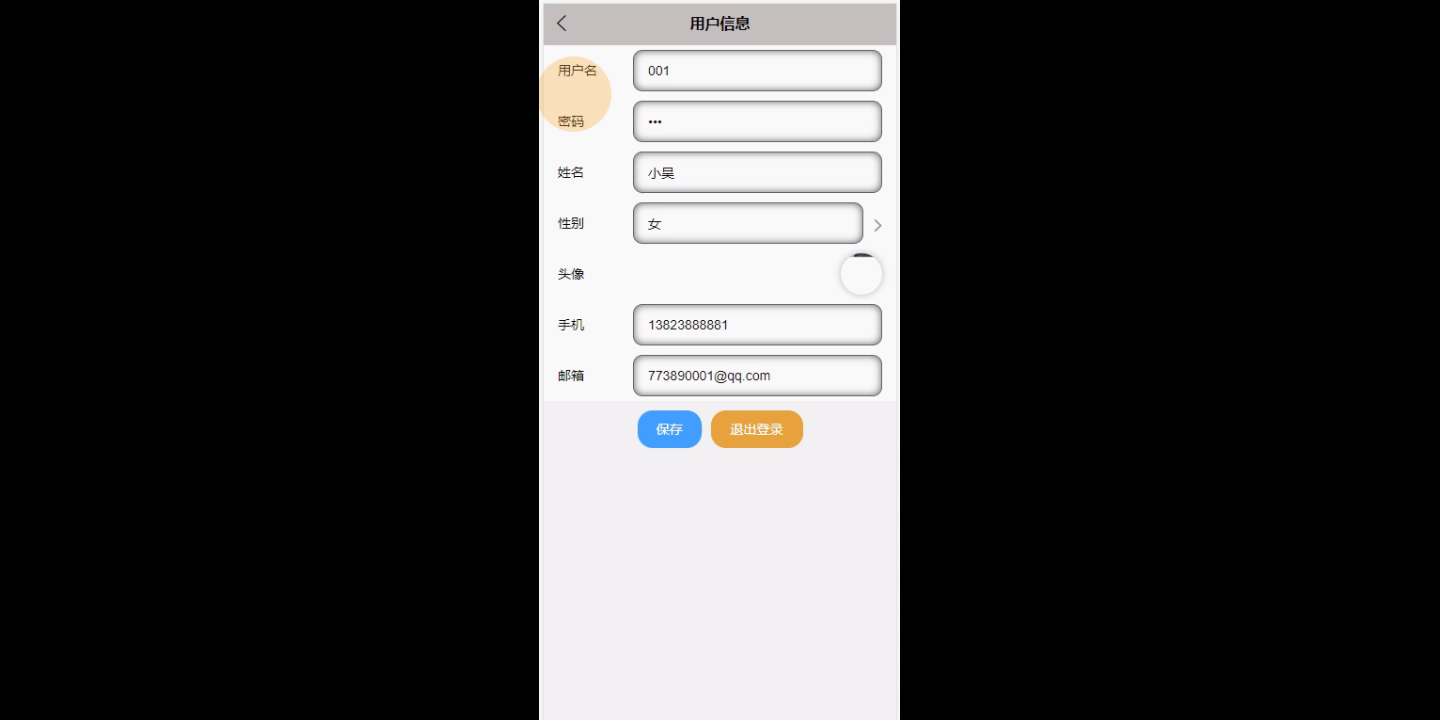 用户信息
用户名 001
密码 •••
姓名 小昊
性别 女
头像
手机 13823888881
邮箱 773890001@qq.com
保存 退出登录